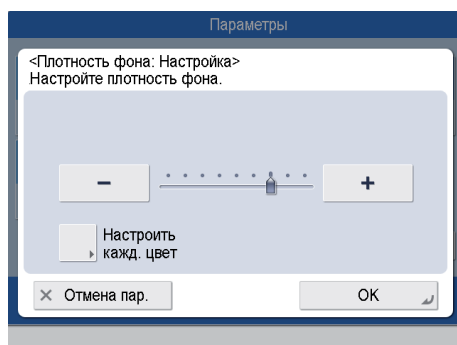 Параметры
<Плотность фона: Настройка>
Настройте плотность фона.
− +
Настроить
кажд. цвет
× Отмена пар. OK